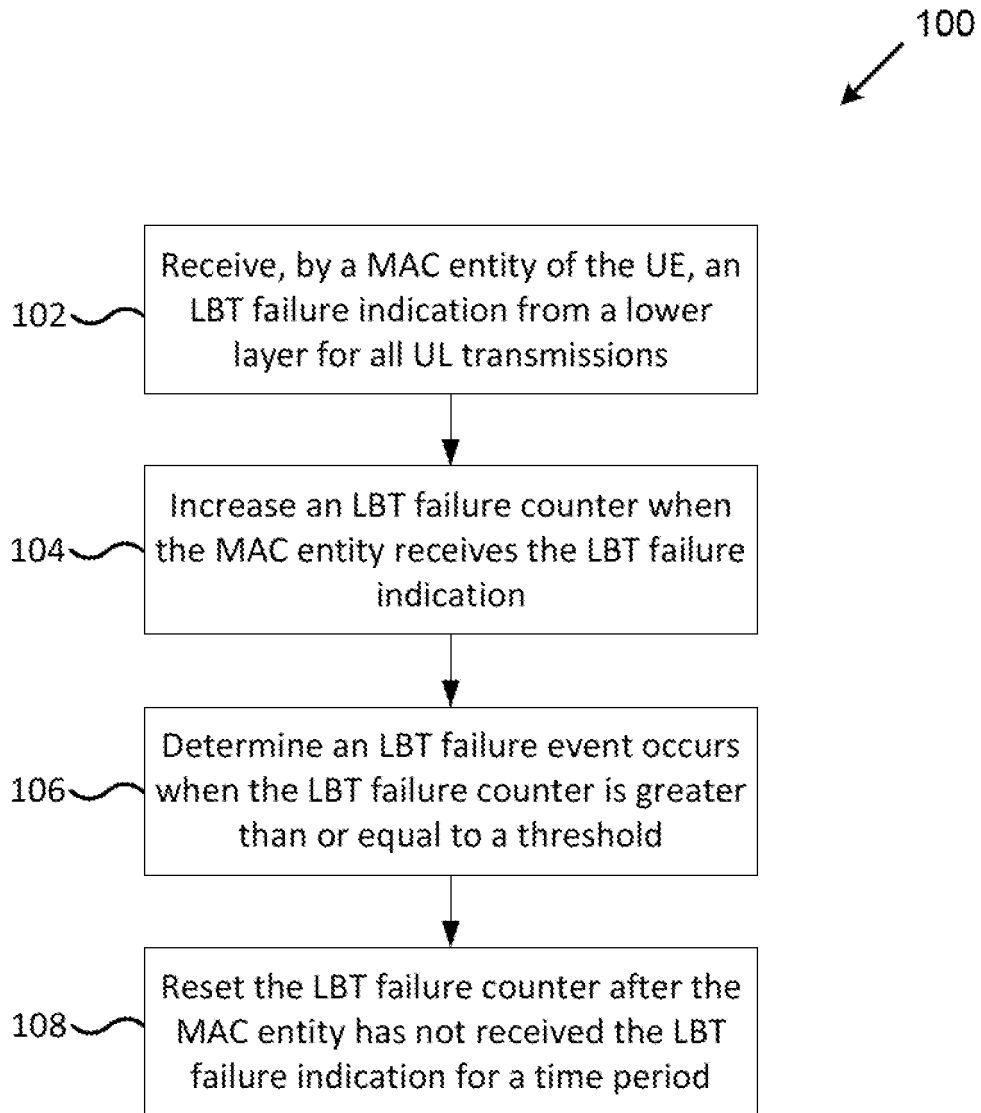 100
102
Receive, by a MAC entity of the UE, an
LBT failure indication from a lower
layer for all UL transmissions
104
Increase an LBT failure counter when
the MAC entity receives the LBT failure
indication
106
Determine an LBT failure event occurs
when the LBT failure counter is greater
than or equal to a threshold
108
Reset the LBT failure counter after the
MAC entity has not received the LBT
failure indication for a time period